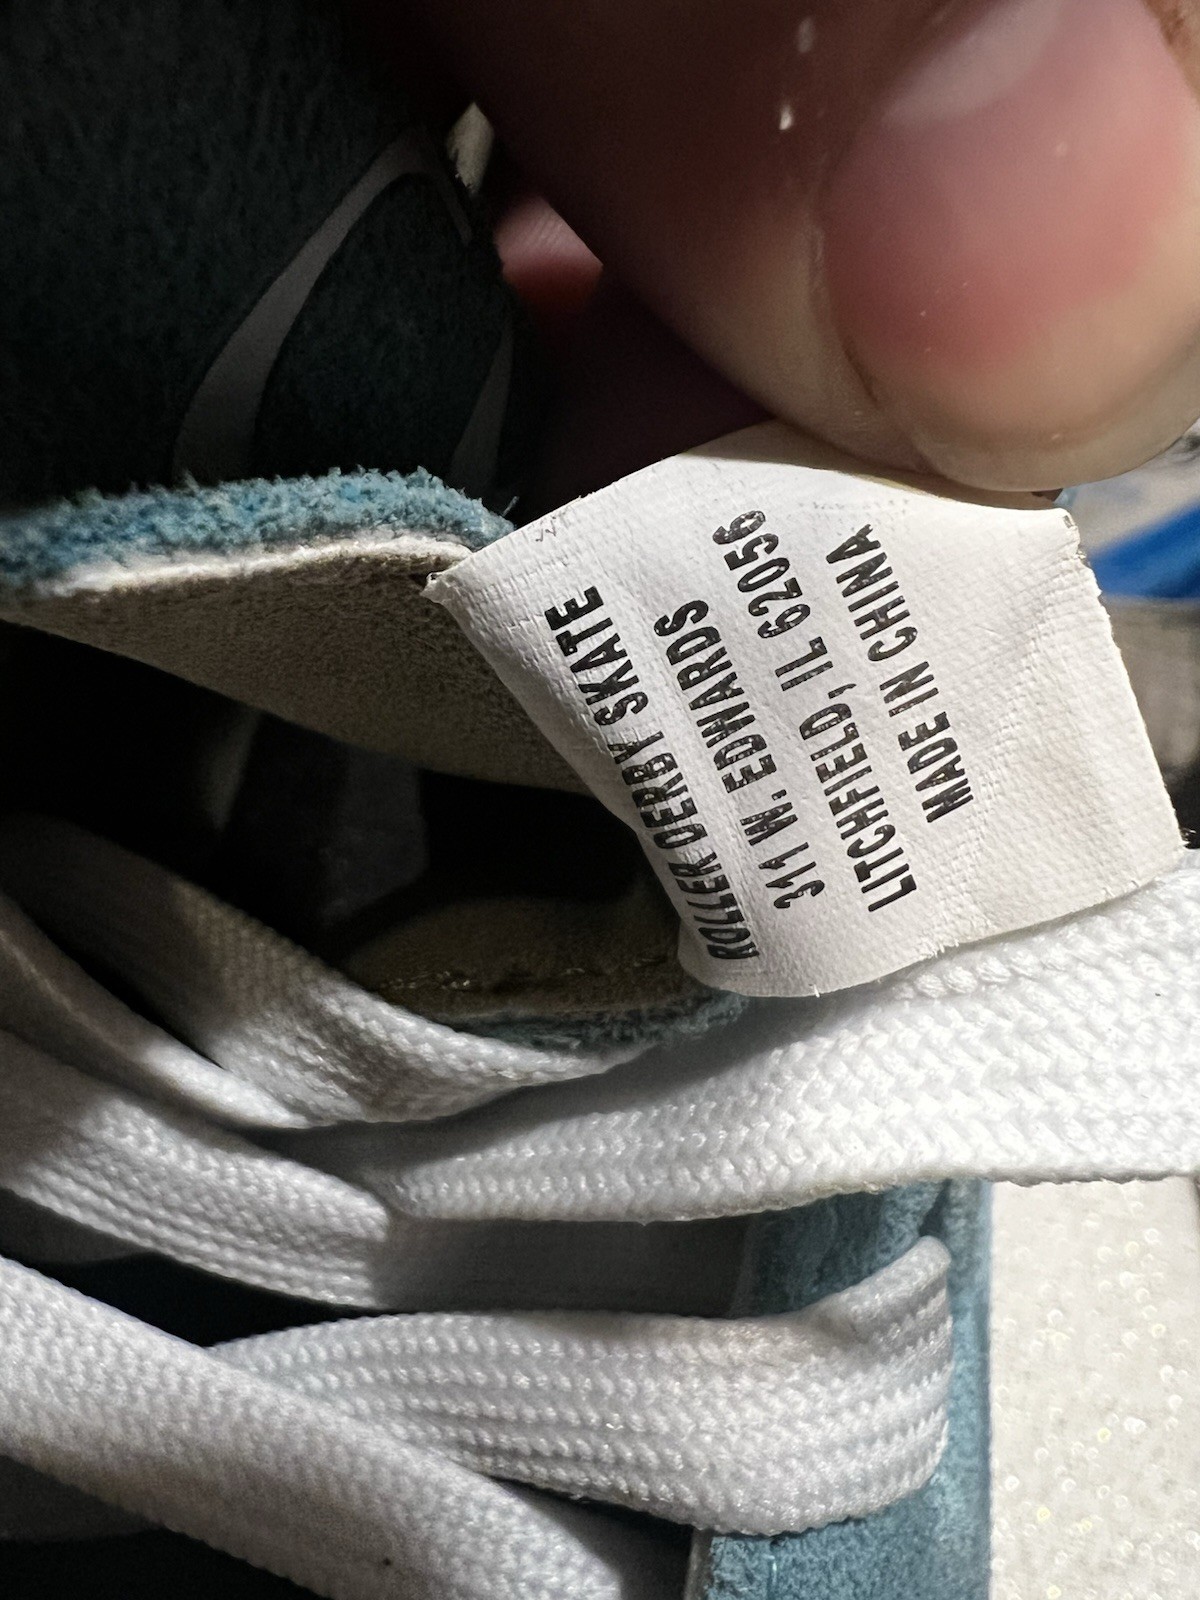 ROLLER DERBY SKATE
311 W. EDWARDS
LITCHFIELD, IL 62056
MADE IN CHINA